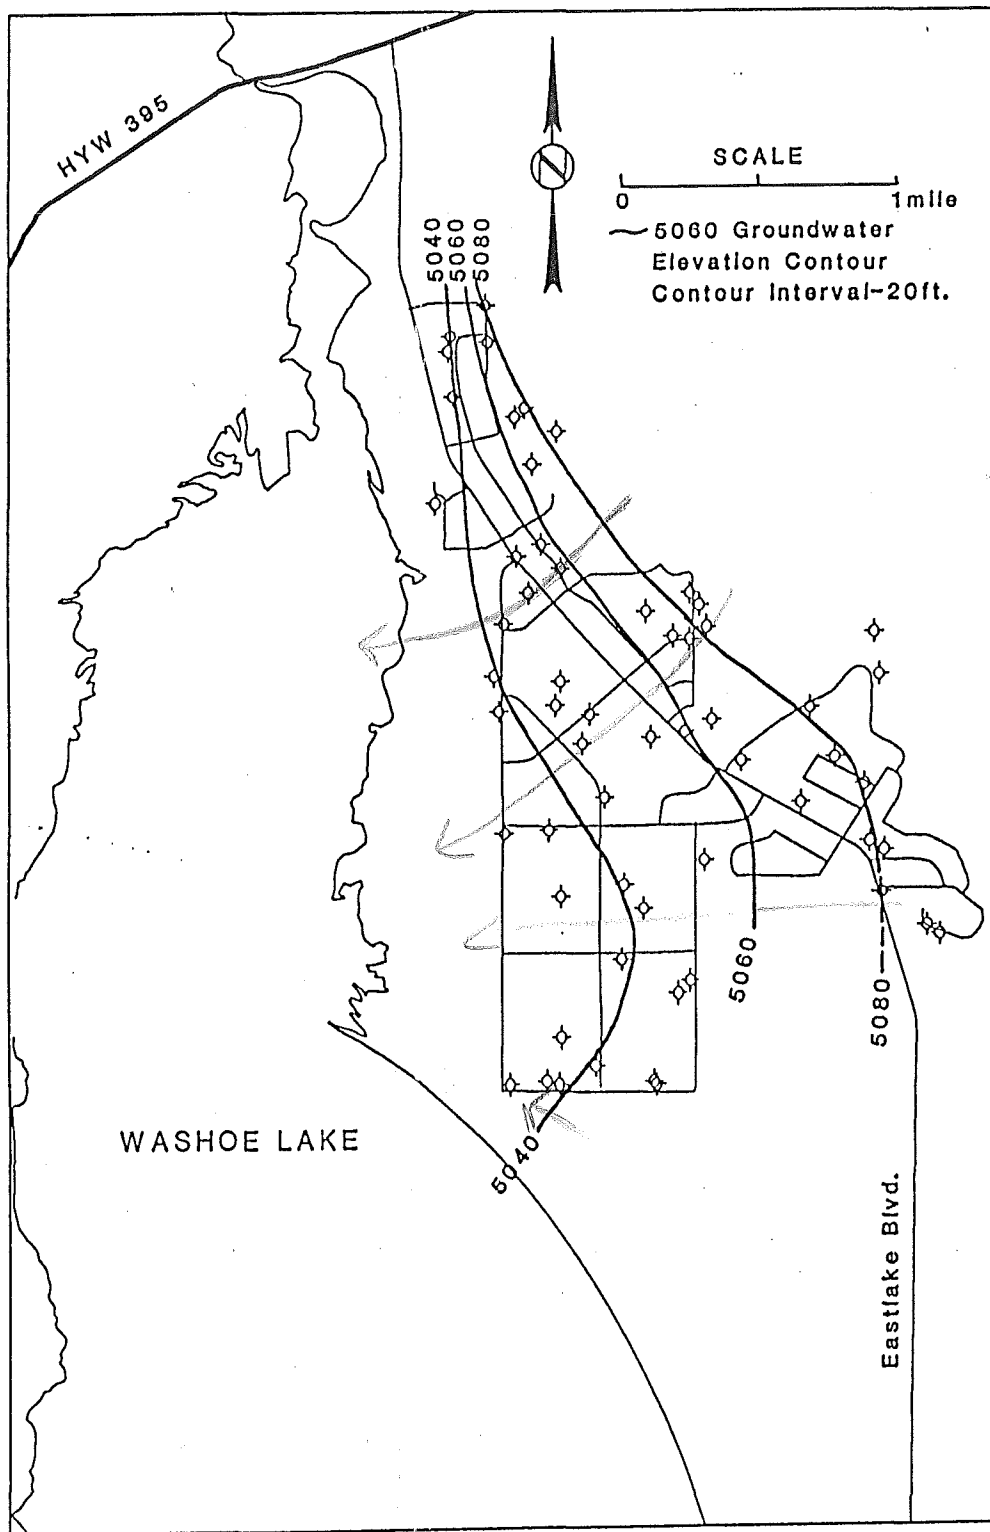 HYW 395
N
SCALE
0 1mile
5060 Groundwater
Elevation Contour
Contour Interval-20ft.
5040
5060
5080
5060
5080
5040
WASHOE LAKE
Eastlake Blvd.